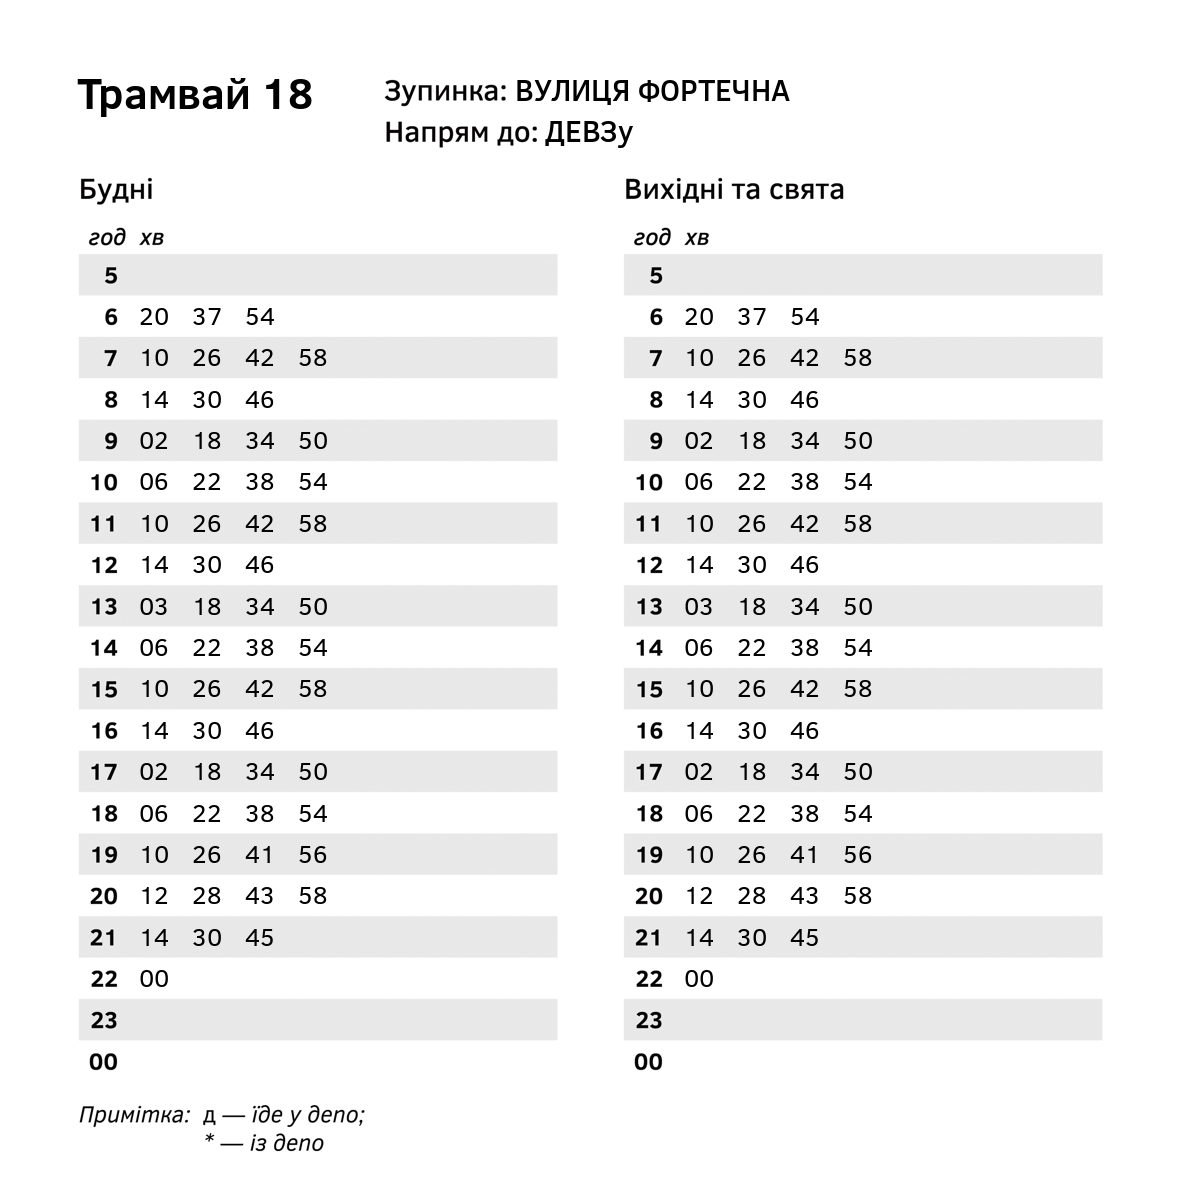 Трамвай 18
Зупинка: ВУЛИЦЯ ФОРТЕЧНА
Напрям до: ДЕВЗу
Будні
год хв
5
6 20 37 54
7 10 26 42 58
8 14 30 46
9 02 18 34 50
10 06 22 38 54
11 10 26 42 58
12 14 30 46
13 03 18 34 50
14 06 22 38 54
15 10 26 42 58
16 14 30 46
17 02 18 34 50
18 06 22 38 54
19 10 26 41 56
20 12 28 43 58
21 14 30 45
22 00
23
00
Вихідні та свята
год хв
5
6 20 37 54
7 10 26 42 58
8 14 30 46
9 02 18 34 50
10 06 22 38 54
11 10 26 42 58
12 14 30 46
13 03 18 34 50
14 06 22 38 54
15 10 26 42 58
16 14 30 46
17 02 18 34 50
18 06 22 38 54
19 10 26 41 56
20 12 28 43 58
21 14 30 45
22 00
23
00
Примітка: д — їде у депо;
* — із депо